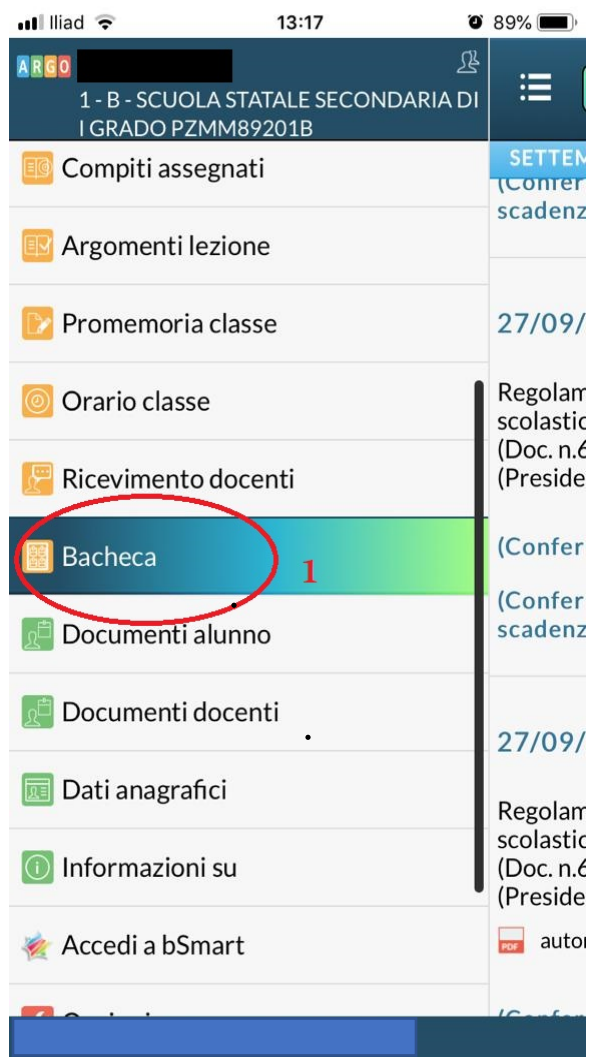 Iliad 13:17 89%
ARGO
1 - B - SCUOLA STATALE SECONDARIA DI
I GRADO PZMM89201B
Compiti assegnati
Argomenti lezione
Promemoria classe
Orario classe
Ricevimento docenti
Bacheca 1
Documenti alunno
Documenti docenti
Dati anagrafici
Informazioni su
Accedi a bSmart
SETTEM
(Confer
scadenz
27/09/
Regolam
scolastic
(Doc. n.6
(Preside
(Confer
(Confer
scadenz
27/09/
Regolam
scolastic
(Doc. n.6
(Preside
PDF autor